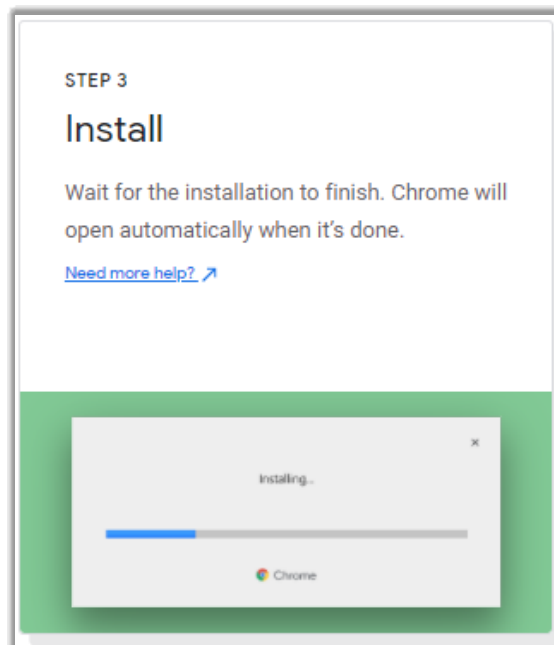 STEP 3
Install
Wait for the installation to finish. Chrome will
open automatically when it's done.
Need more help?
Installing...
Chrome